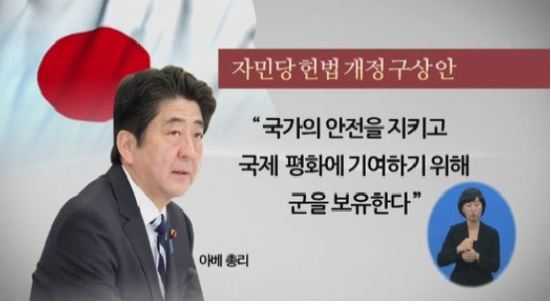 자민당 헌법 개정 구상 안
“ 국가의 안전을 지키고
국제 평화에 기여하기 위해
군을 보유한다 ”
아베 총리